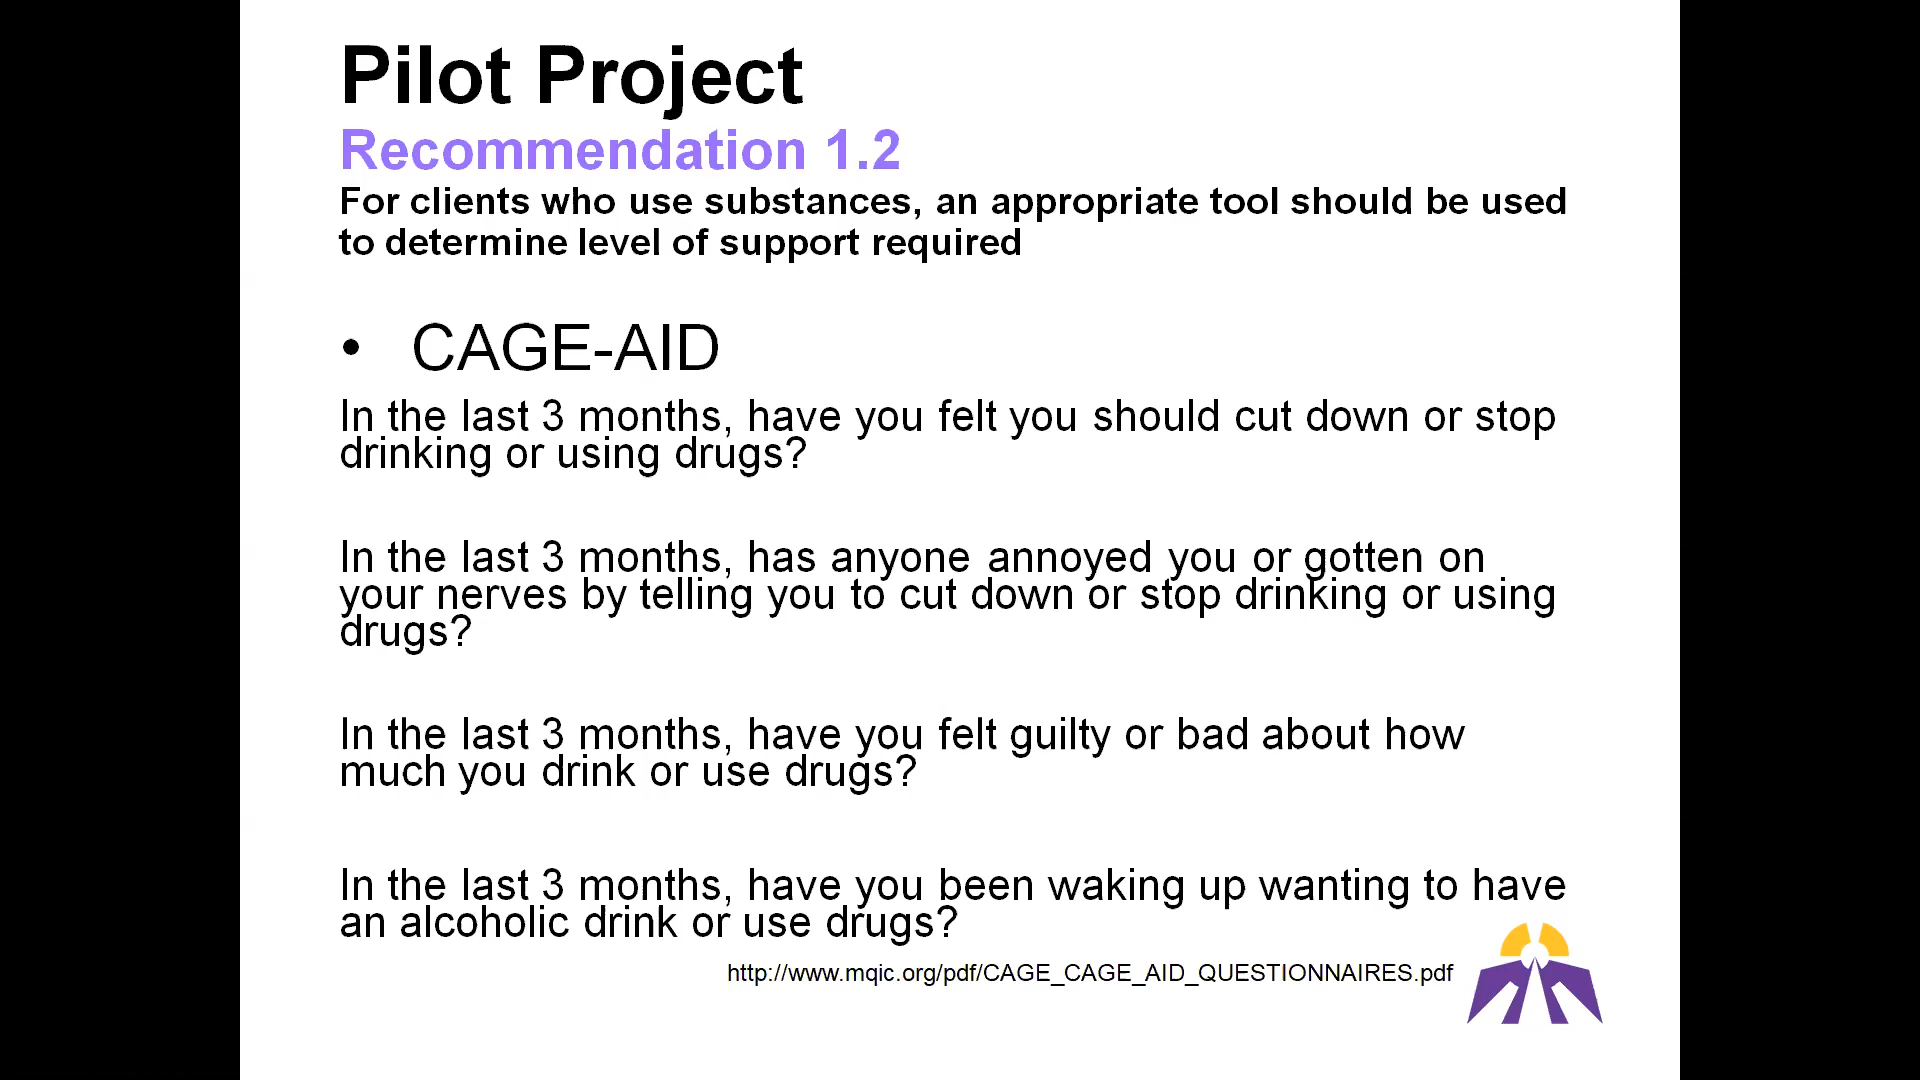 Pilot Project
Recommendation 1.2
For clients who use substances, an appropriate tool should be used
to determine level of support required
• CAGE-AID
In the last 3 months, have you felt you should cut down or stop
drinking or using drugs?
In the last 3 months, has anyone annoyed you or gotten on
your nerves by telling you to cut down or stop drinking or using
drugs?
In the last 3 months, have you felt guilty or bad about how
much you drink or use drugs?
In the last 3 months, have you been waking up wanting to have
an alcoholic drink or use drugs?
http://www.mqic.org/pdf/CAGE_CAGE_AID_QUESTIONNAIRES.pdf